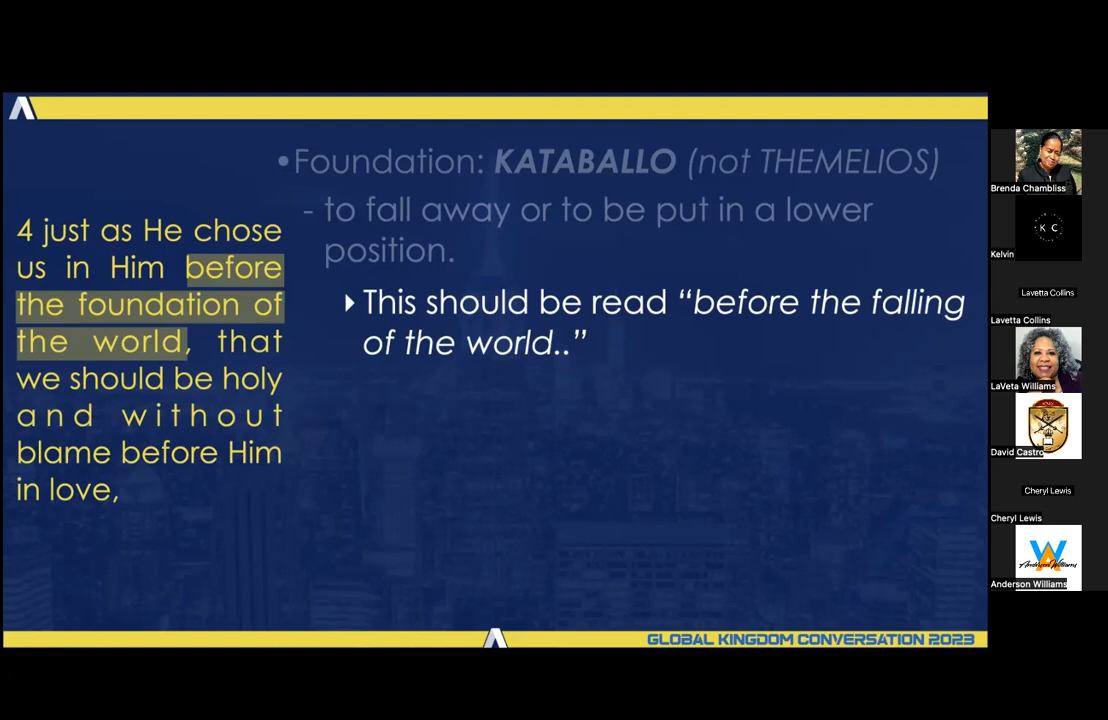 4 just as He chose
us in Him before
the foundation of
the world, that
we should be holy
and without
blame before Him
in love,
•Foundation: KATABALLO (not THEMELIOS)
- to fall away or to be put in a lower
position.
This should be read “before the falling
of the world..”
GLOBAL KINGDOM CONVERSATION 2023
Brenda Chambliss
K C
Kelvin
Lavetta Collins
Lavetta Collins
LaVeta Williams
David Castro
Cheryl Lewis
Cheryl Lewis
Anderson Williams
Anderson Williams